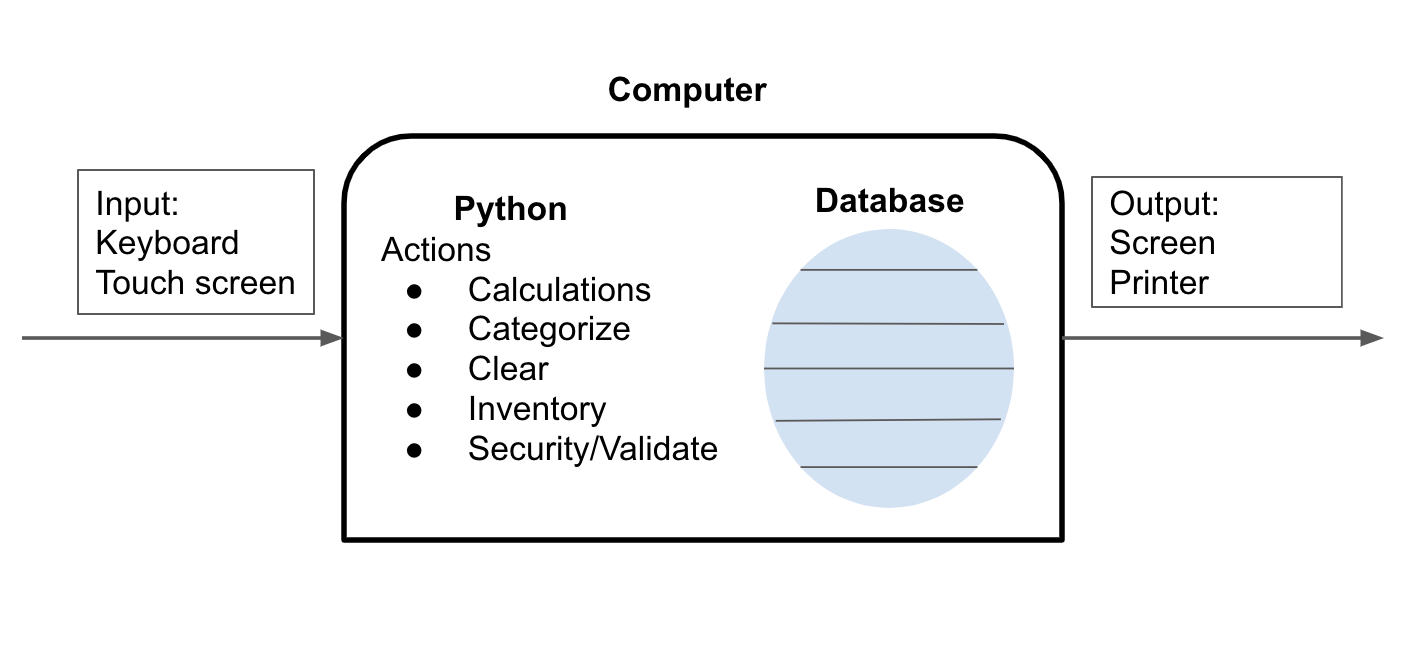 Computer
Input:
Keyboard
Touch screen
Python
Actions
● Calculations
● Categorize
● Clear
● Inventory
● Security/Validate
Database
Output:
Screen
Printer